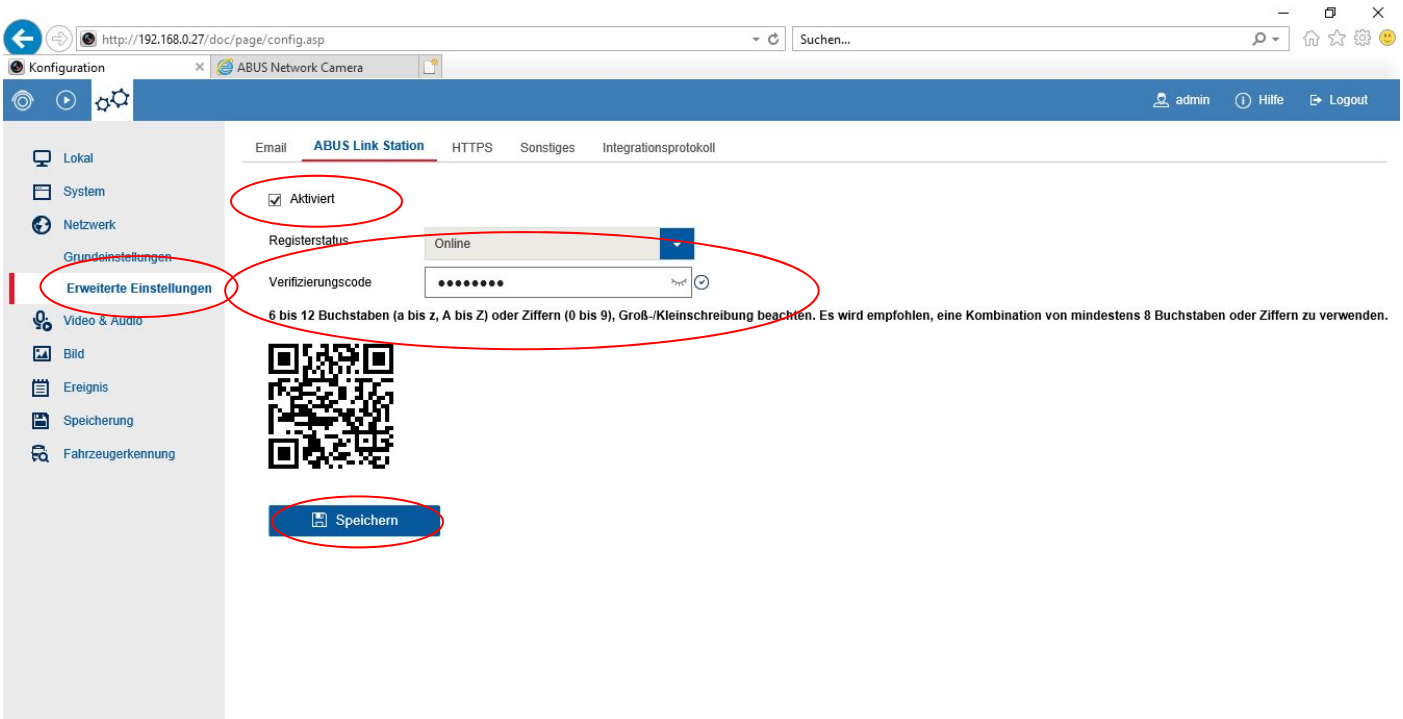 http://192.168.0.27/doc/page/config.asp
Suchen...
Konfiguration
ABUS Network Camera
admin
Hilfe
Logout
Lokal
System
Netzwerk
Grundeinstellungen
Erweiterte Einstellungen
Video & Audio
Bild
Ereignis
Speicherung
Fahrzeugerkennung
Email ABUS Link Station HTTPS Sonstiges Integrationsprotokoll
Aktiviert
Registerstatus Online
Verifizierungscode ●●●●●●●●
6 bis 12 Buchstaben (a bis z, A bis Z) oder Ziffern (0 bis 9), Groß-/Kleinschreibung beachten. Es wird empfohlen, eine Kombination von mindestens 8 Buchstaben oder Ziffern zu verwenden.
Speichern